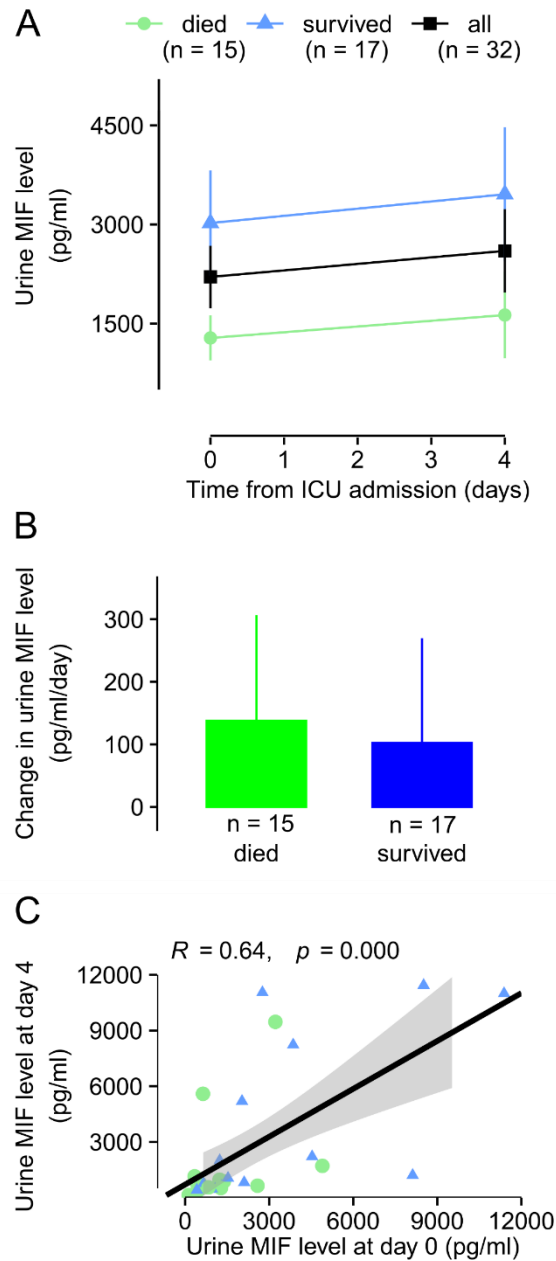 A
died survived all
(n = 15) (n = 17) (n = 32)
Urine MIF level
(pg/ml)
4500
3000
1500
0 1 2 3 4
Time from ICU admission (days)
B
Change in urine MIF level
(pg/ml/day)
300
200
100
0
n = 15 n = 17
died survived
C
R = 0.64, p = 0.000
Urine MIF level at day 4
(pg/ml)
12000
9000
6000
3000
0 3000 6000 9000 12000
Urine MIF level at day 0 (pg/ml)